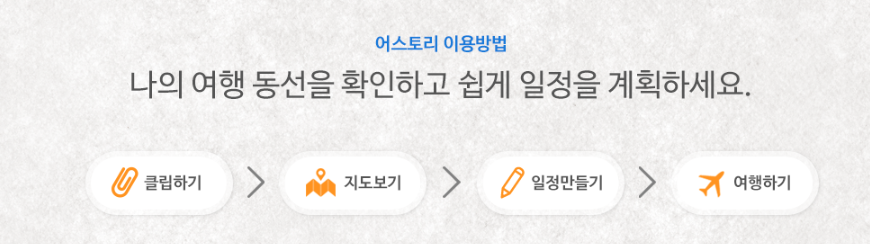 어스토리 이용방법
나의 여행 동선을 확인하고 쉽게 일정을 계획하세요.
클립하기
지도보기
일정만들기
여행하기